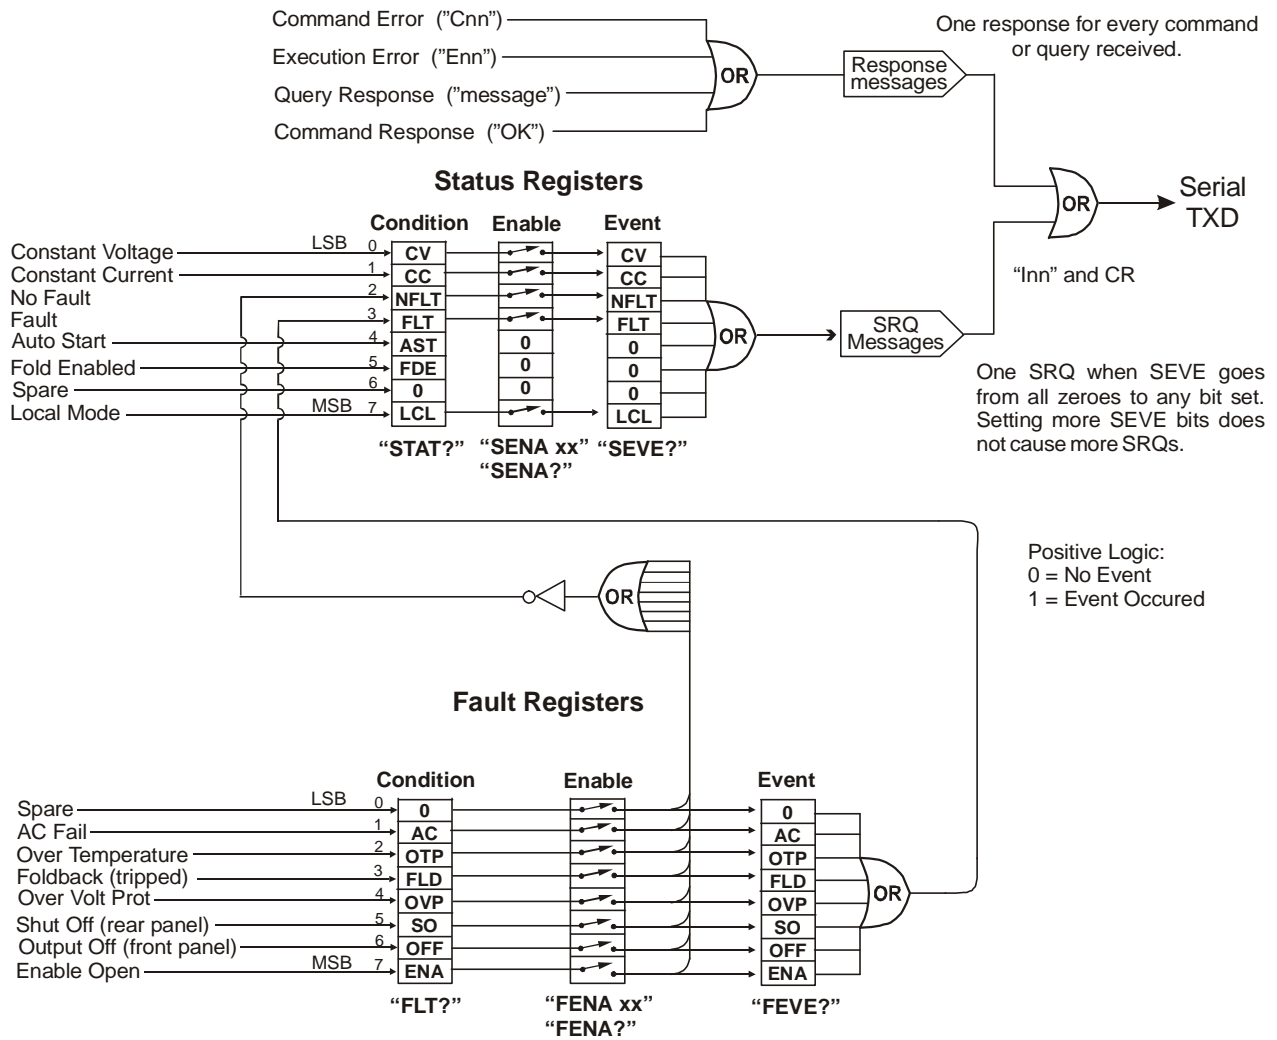 Command Error (”Cnn”)
Execution Error (”Enn”)
Query Response (”message”)
Command Response (”OK”)
OR
Response
messages
One response for every command
or query received.
OR
Serial
TXD
Status Registers
Condition Enable Event
Constant Voltage LSB 0 CV CV
Constant Current 1 CC CC
No Fault 2 NFLT NFLT
Fault 3 FLT FLT
Auto Start 4 AST 0 0
Fold Enabled 5 FDE 0 0
Spare 6 0 0 0
Local Mode MSB 7 LCL LCL
“STAT?” “SENA xx” “SEVE?”
“SENA?”
OR
SRQ
Messages
“Inn” and CR
One SRQ when SEVE goes
from all zeroes to any bit set.
Setting more SEVE bits does
not cause more SRQs.
Positive Logic:
0 = No Event
1 = Event Occured
OR
Fault Registers
Condition Enable Event
Spare LSB 0 0 0
AC Fail 1 AC AC
Over Temperature 2 OTP OTP
Foldback (tripped) 3 FLD FLD
Over Volt Prot 4 OVP OVP
Shut Off (rear panel) 5 SO SO
Output Off (front panel) 6 OFF OFF
Enable Open MSB 7 ENA ENA
OR
“FLT?” “FENA xx” “FEVE?”
“FENA?”